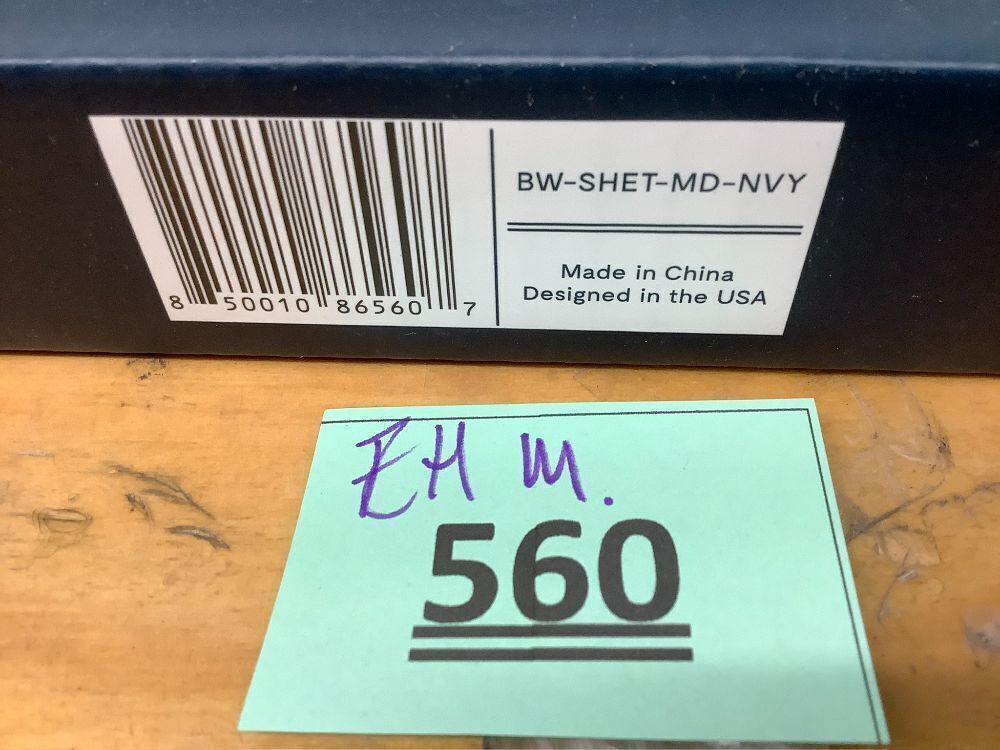 8 50010 86560 7
BW-SHET-MD-NVY
Made in China
Designed in the USA
EH M.
560